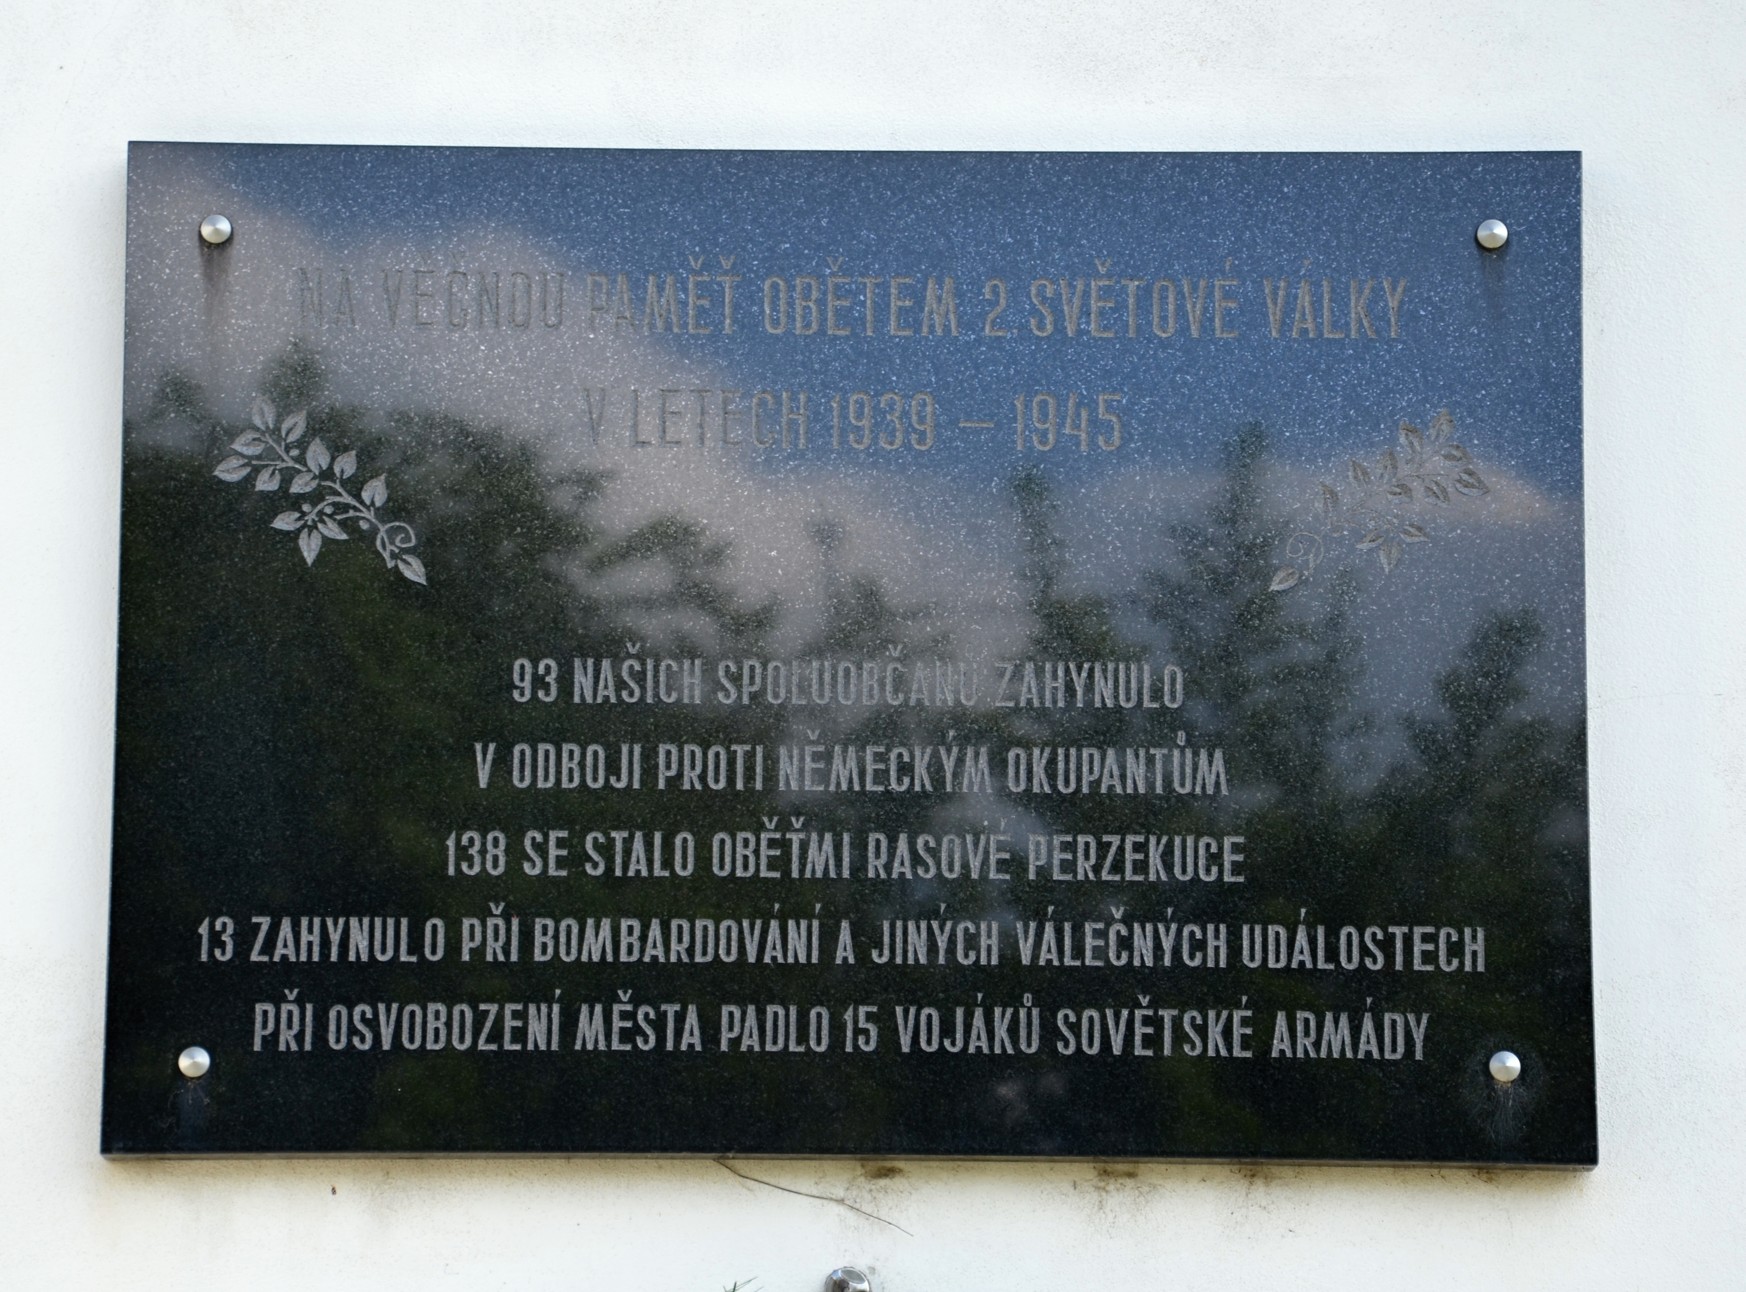 NA VĚČNOU PAMĚŤ OBĚTEM 2. SVĚTOVÉ VÁLKY
V LETECH 1939 – 1945
93 NAŠICH SPOLUOBČANU ZAHYNULO
V ODBOJI PROTI NĚMECKÝM OKUPANTŮM
138 SE STALO OBĚŤMI RASOVÉ PERZEKUCE
13 ZAHYNULO PŘI BOMBARDOVÁNÍ A JINÝCH VÁLEČNÝCH UDÁLOSTECH
PŘI OSVOBOZENÍ MĚSTA PADLO 15 VOJÁKŮ SOVĚTSKÉ ARMÁDY